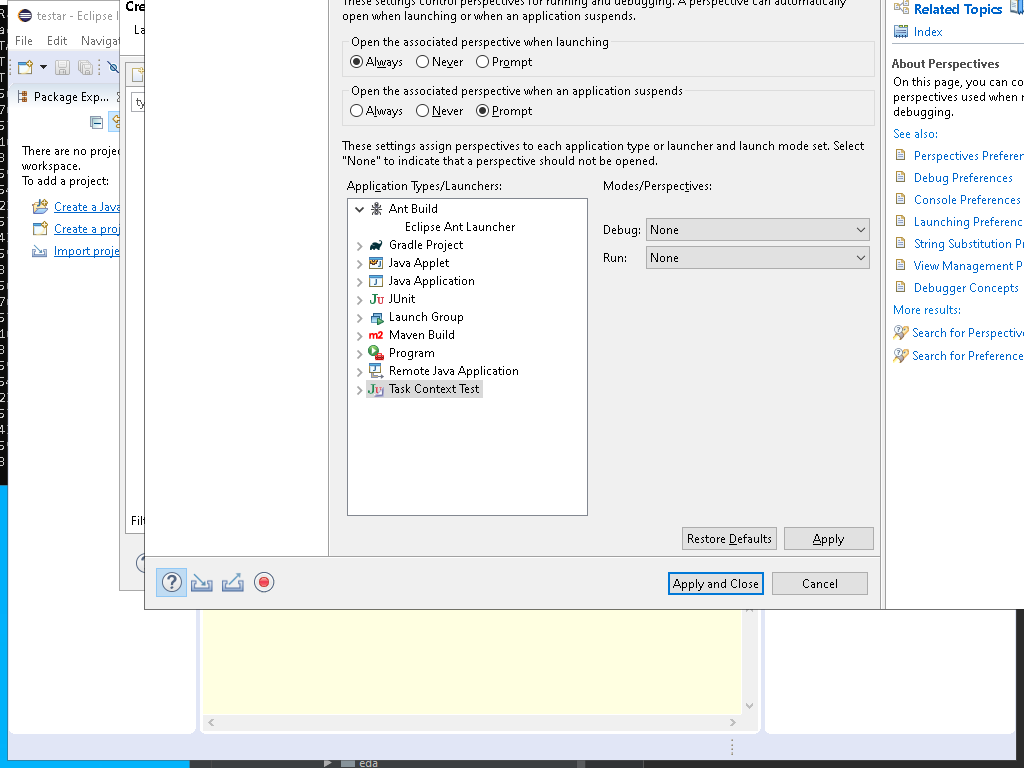 testar - Eclipse I
File Edit Navigat
Package Exp...
There are no proje
workspace.
To add a project:
Create a Java
Create a proj
Import proje
Cre
La
ty
Filt
These settings control perspectives for running and debugging. A perspective can automatically
open when launching or when an application suspends.
Open the associated perspective when launching
Always Never Prompt
Open the associated perspective when an application suspends
Always Never Prompt
These settings assign perspectives to each application type or launcher and launch mode set. Select
"None" to indicate that a perspective should not be opened.
Application Types/Launchers:
Ant Build
Eclipse Ant Launcher
Gradle Project
Java Applet
Java Application
JUnit
Launch Group
Maven Build
Program
Remote Java Application
Task Context Test
Modes/Perspectives:
Debug: None
Run: None
Restore Defaults Apply
Apply and Close Cancel
Related Topics
Index
About Perspectives
On this page, you can co
perspectives used when r
debugging.
See also:
Perspectives Preferen
Debug Preferences
Console Preferences
Launching Preferenc
String Substitution Pr
View Management P
Debugger Concepts
More results:
Search for Perspective
Search for Preference
eda